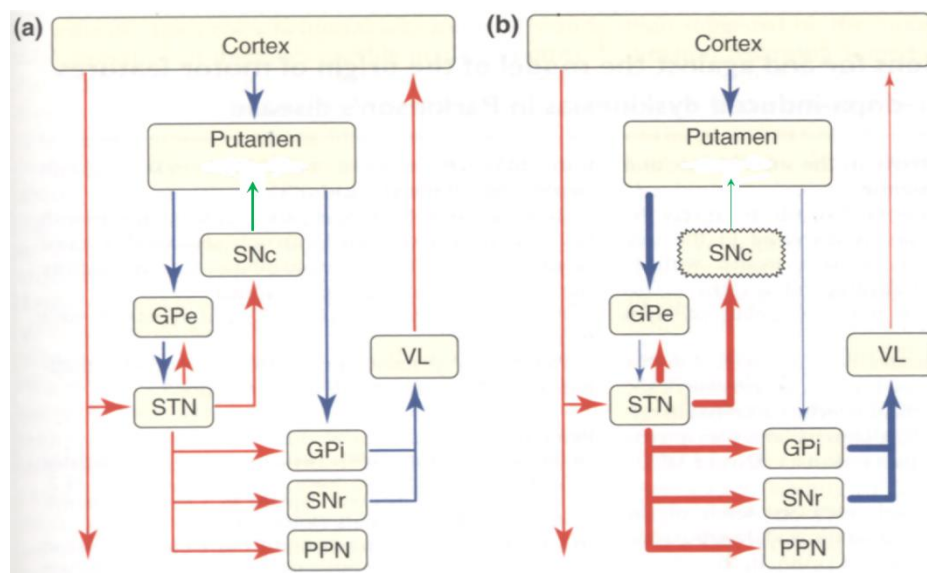 (a)
Cortex
Putamen
SNc
GPe
VL
STN
GPi
SNr
PPN
(b)
Cortex
Putamen
SNc
GPe
VL
STN
GPi
SNr
PPN